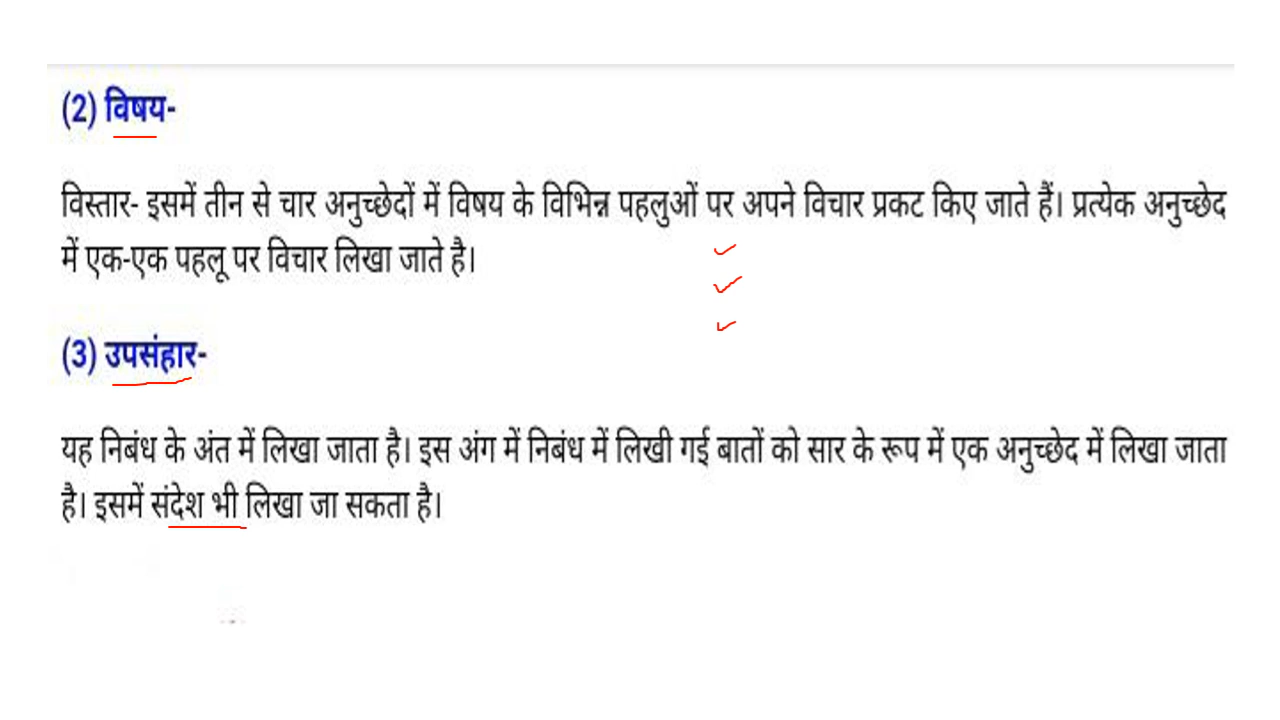 (2) विषय-
विस्तार- इसमें तीन से चार अनुच्छेदों में विषय के विभिन्न पहलुओं पर अपने विचार प्रकट किए जाते हैं। प्रत्येक अनुच्छेद
में एक-एक पहलू पर विचार लिखा जाते है।
(3) उपसंहार-
यह निबंध के अंत में लिखा जाता है। इस अंग में निबंध में लिखी गई बातों को सार के रूप में एक अनुच्छेद में लिखा जाता
है। इसमें संदेश भी लिखा जा सकता है।